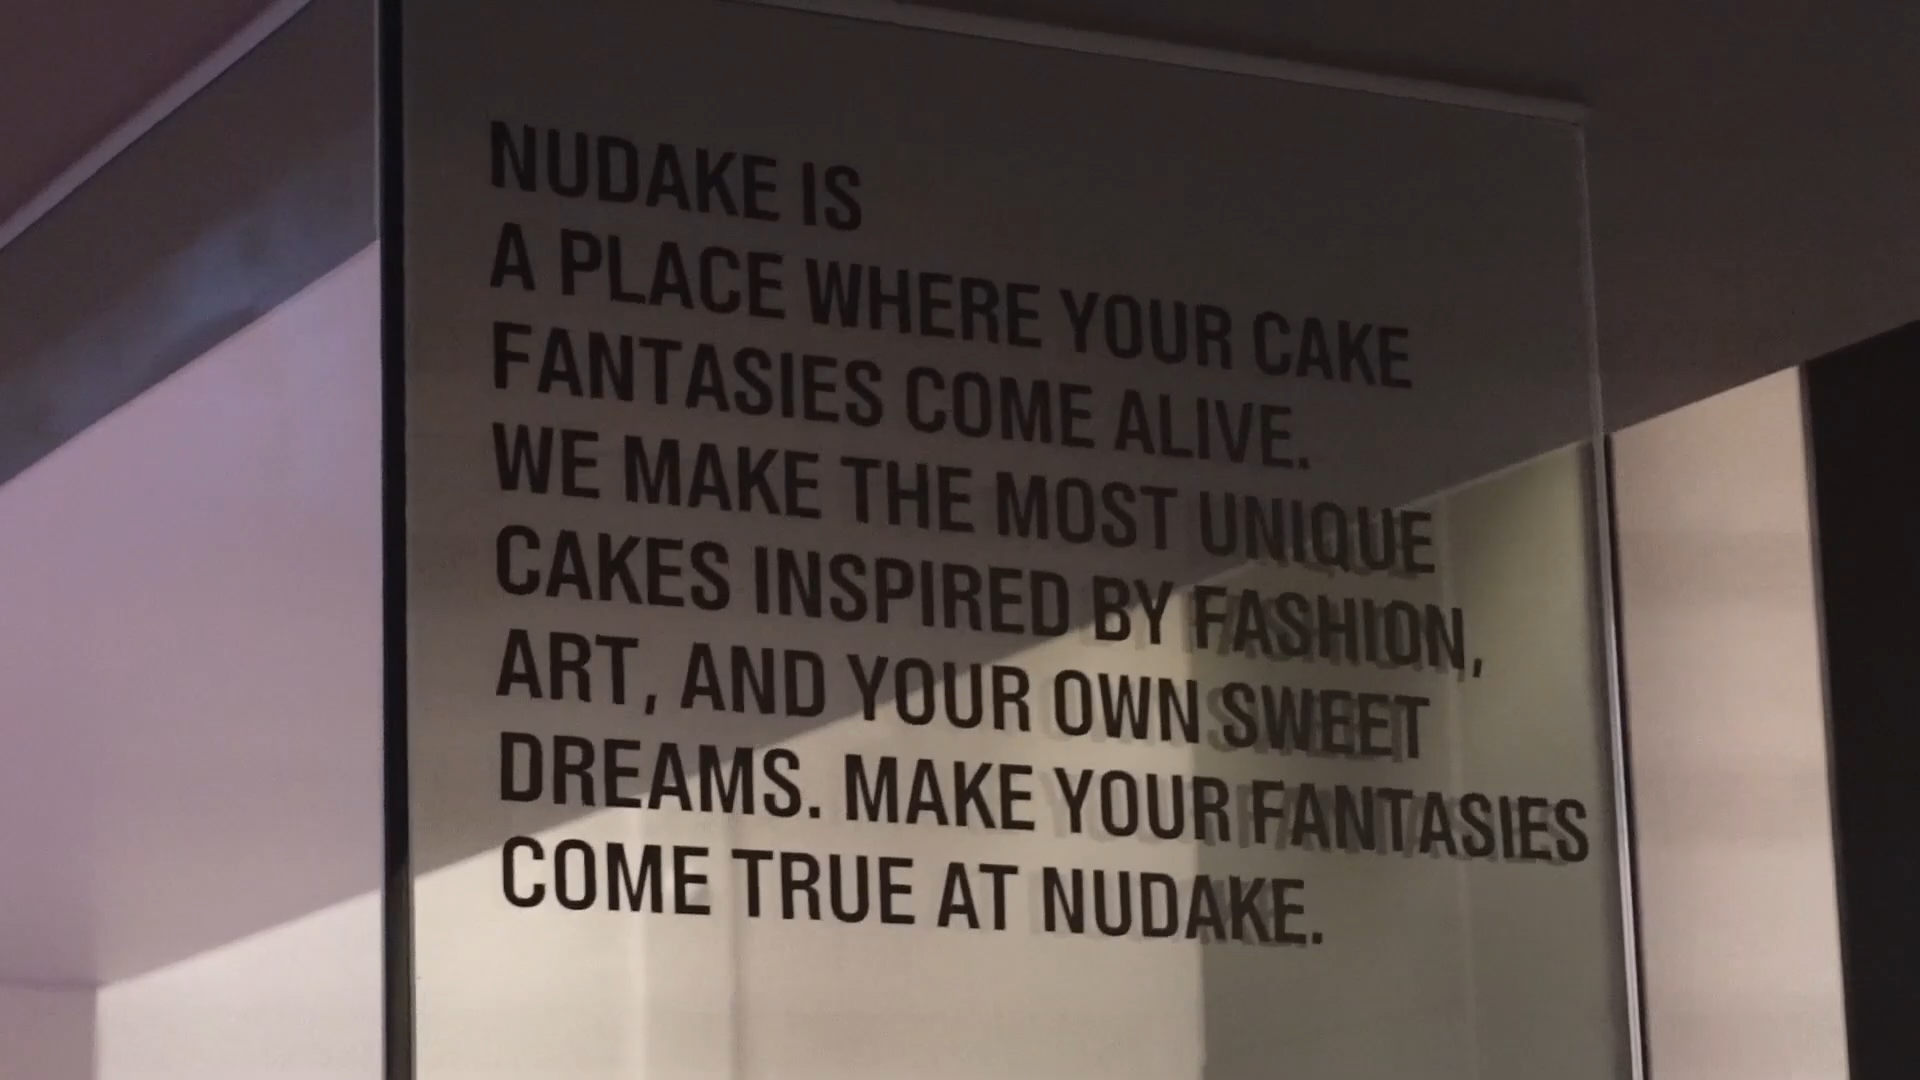 NUDAKE IS
A PLACE WHERE YOUR CAKE
FANTASIES COME ALIVE.
WE MAKE THE MOST UNIQUE
CAKES INSPIRED BY FASHION,
ART, AND YOUR OWN SWEET
DREAMS. MAKE YOUR FANTASIES
COME TRUE AT NUDAKE.